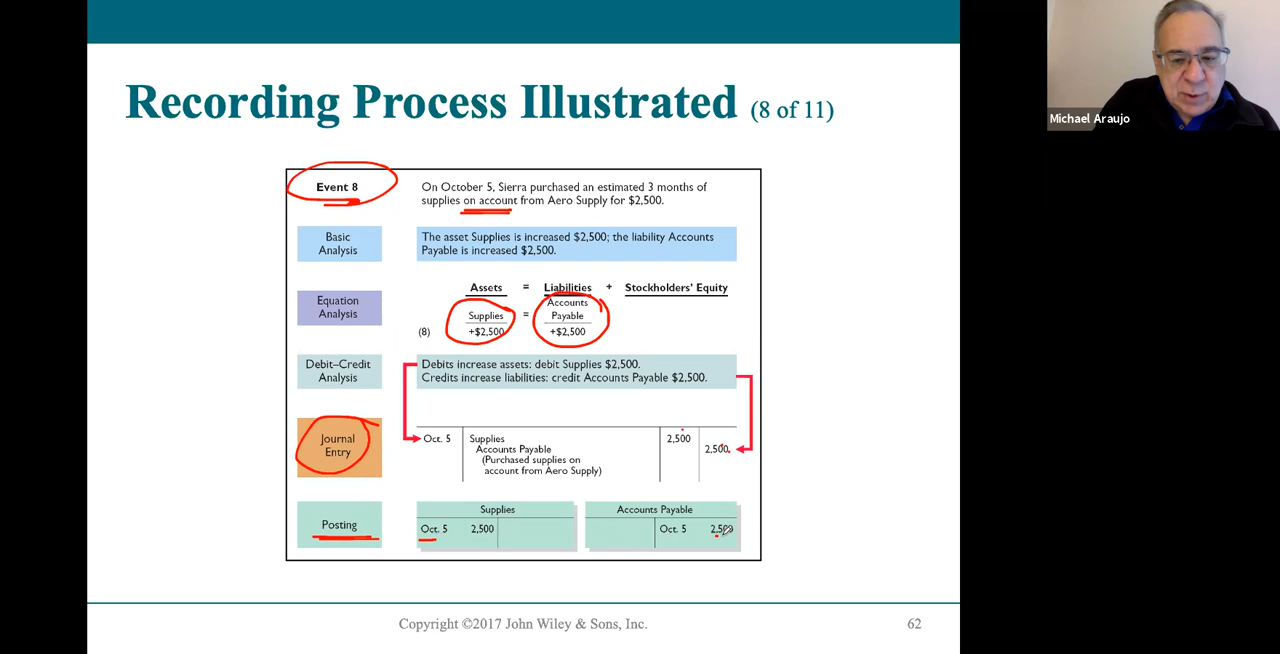 Recording Process Illustrated (8 of 11)
Michael Araujo
Event 8
On October 5, Sierra purchased an estimated 3 months of
supplies on account from Aero Supply for $2,500.
Basic
Analysis
The asset Supplies is increased $2,500; the liability Accounts
Payable is increased $2,500.
Equation
Analysis
Assets = Liabilities + Stockholders' Equity
Accounts
Supplies = Payable
(8) +$2,500 +$2,500
Debit–Credit
Analysis
Debits increase assets: debit Supplies $2,500.
Credits increase liabilities: credit Accounts Payable $2,500.
Journal
Entry
Oct. 5 Supplies 2,500
Accounts Payable 2,500
(Purchased supplies on
account from Aero Supply)
Posting
Supplies
Oct. 5 2,500
Accounts Payable
Oct. 5 2,500
Copyright ©2017 John Wiley & Sons, Inc.
62